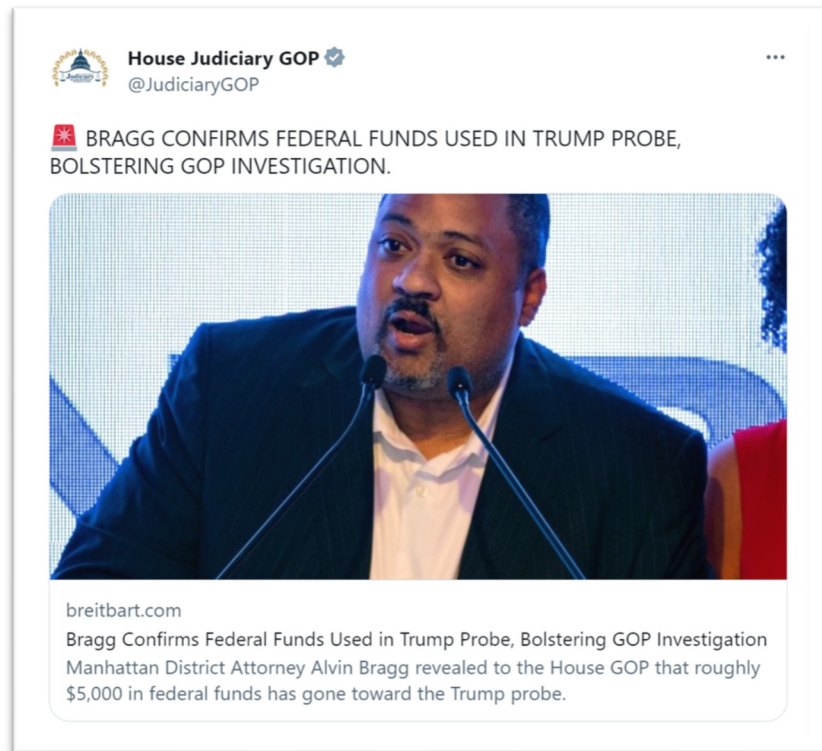 House Judiciary GOP
@JudiciaryGOP
🚨 BRAGG CONFIRMS FEDERAL FUNDS USED IN TRUMP PROBE,
BOLSTERING GOP INVESTIGATION.
breitbart.com
Bragg Confirms Federal Funds Used in Trump Probe, Bolstering GOP Investigation
Manhattan District Attorney Alvin Bragg revealed to the House GOP that roughly
$5,000 in federal funds has gone toward the Trump probe.